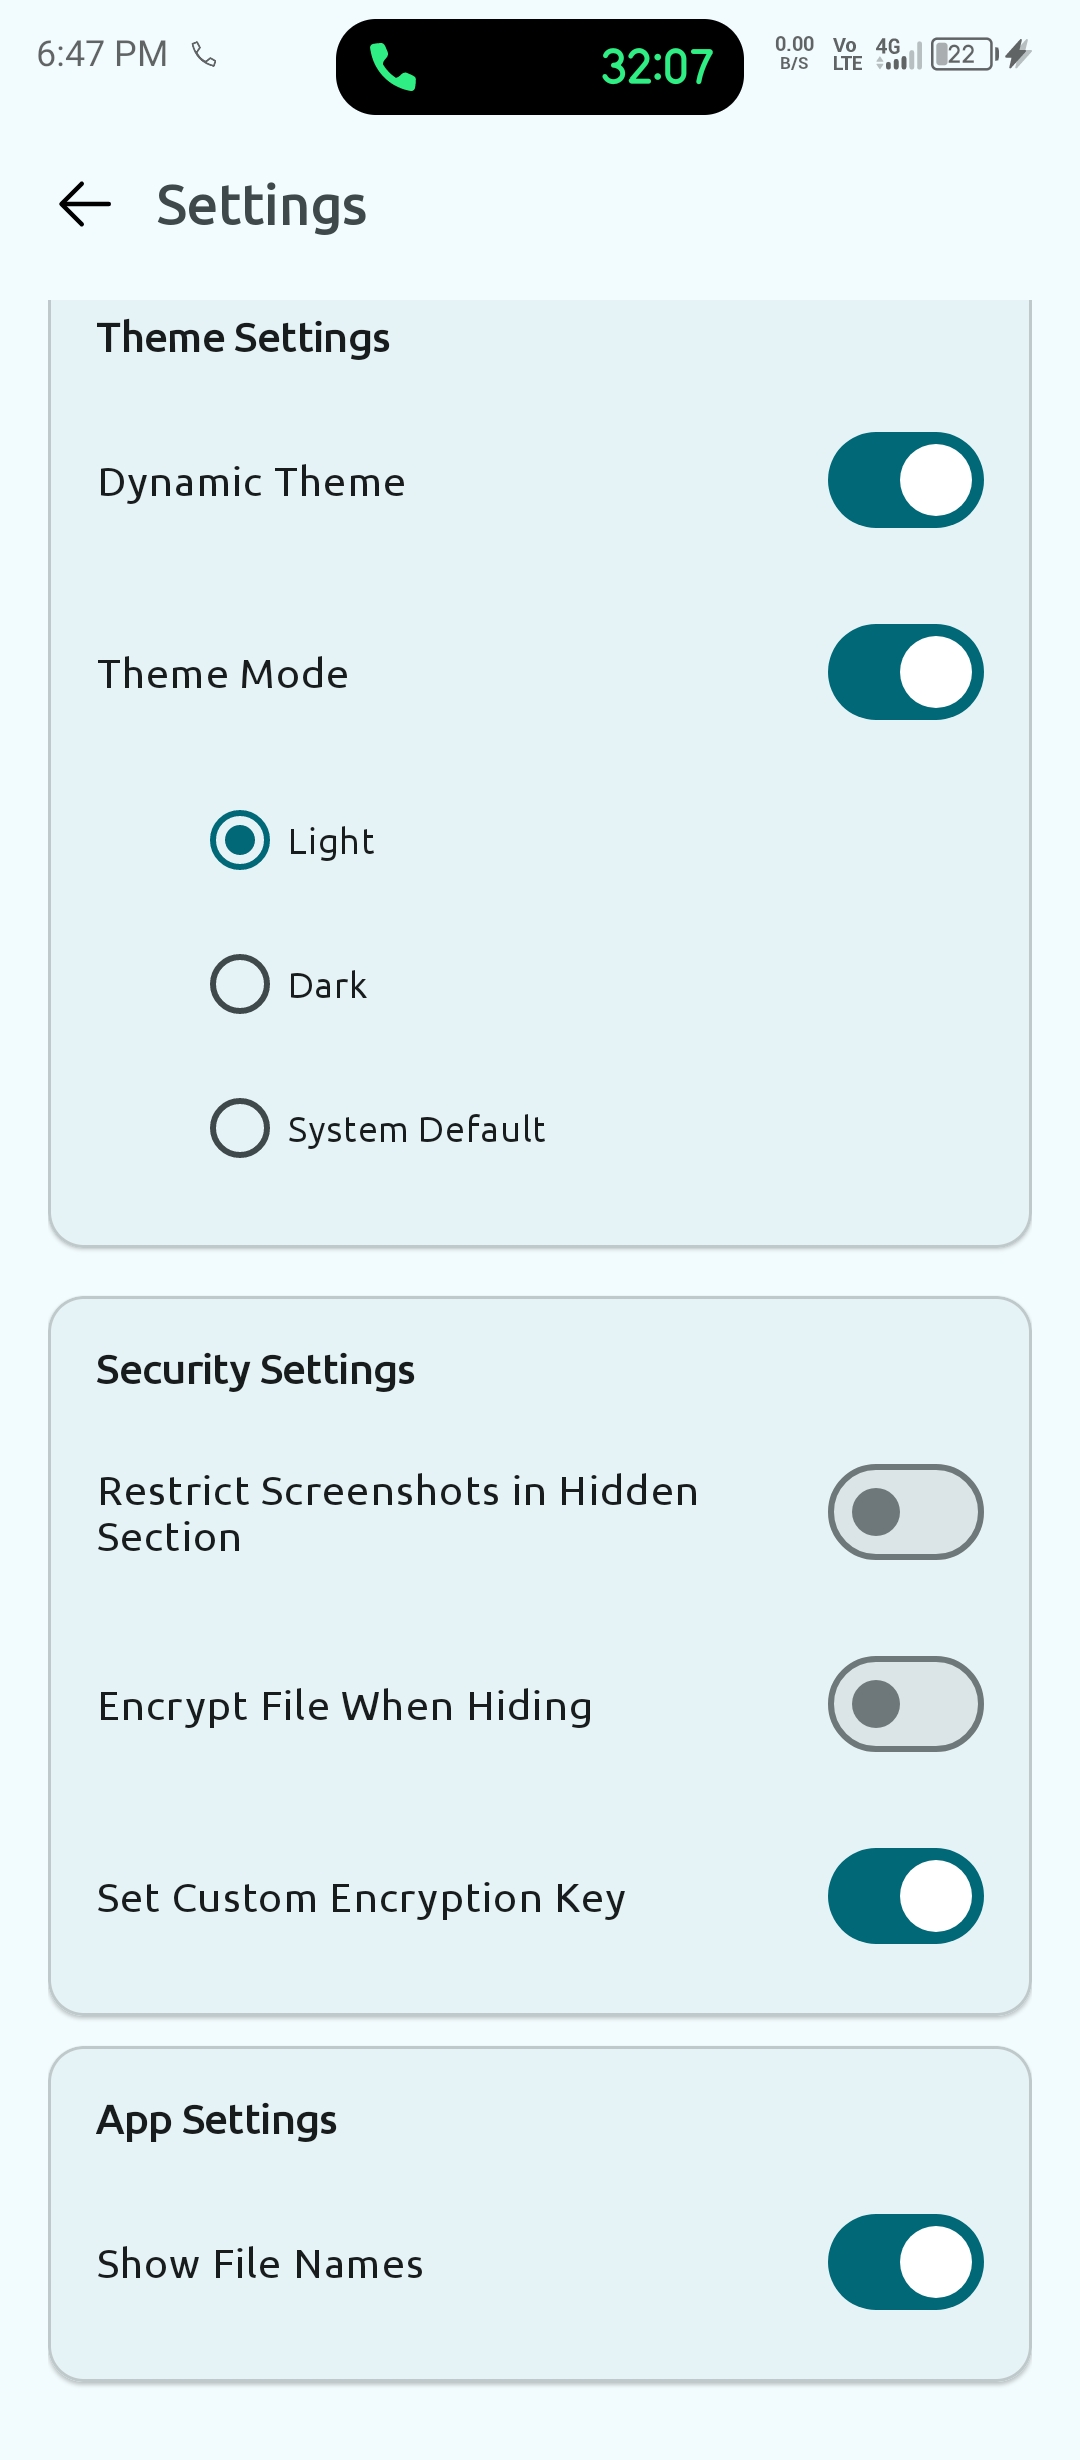 6:47 PM
32:07
0.00
B/S
Vo
LTE
4G
22
Settings
Theme Settings
Dynamic Theme
Theme Mode
Light
Dark
System Default
Security Settings
Restrict Screenshots in Hidden
Section
Encrypt File When Hiding
Set Custom Encryption Key
App Settings
Show File Names